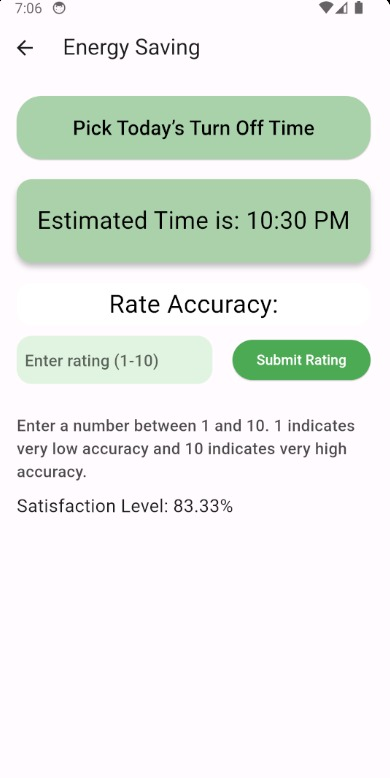 7:06
Energy Saving
Pick Today's Turn Off Time
Estimated Time is: 10:30 PM
Rate Accuracy:
Enter rating (1-10)
Submit Rating
Enter a number between 1 and 10. 1 indicates
very low accuracy and 10 indicates very high
accuracy.
Satisfaction Level: 83.33%